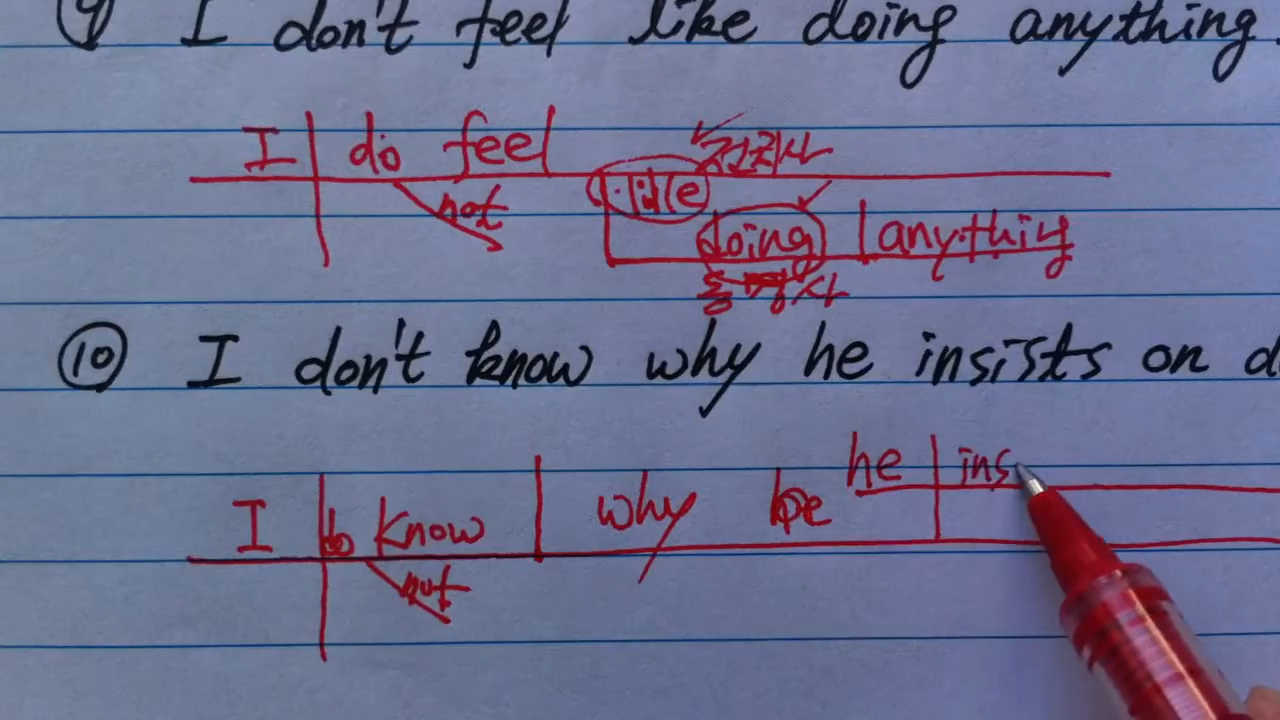 ⑨ I don't feel like doing anything.
I do feel 전치사
not like
doing anything
동명사
⑩ I don't know why he insists on d
he ins
I do know why he
not